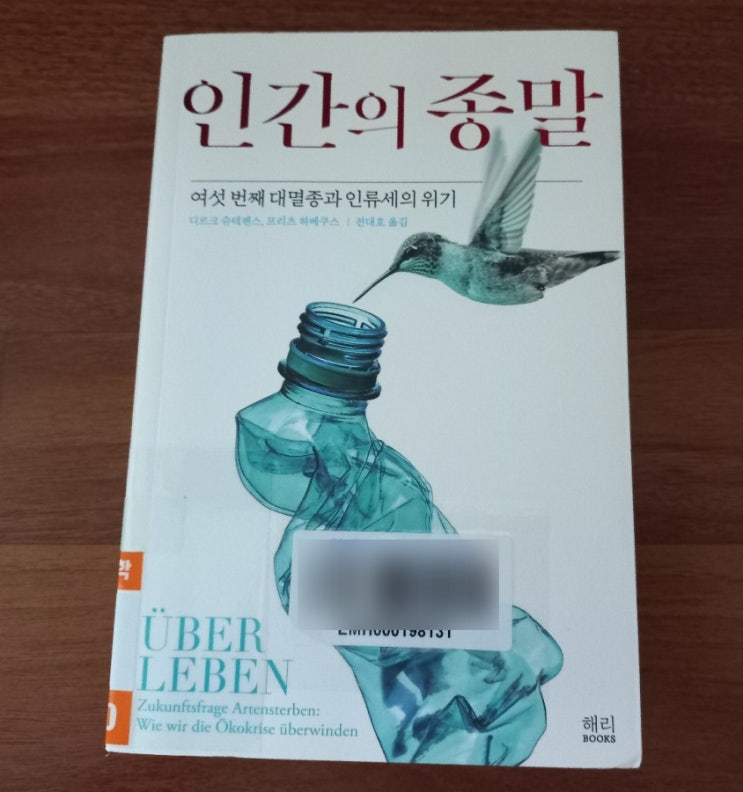 인간의 종말
여섯 번째 대멸종과 인류세의 위기
디르크 슈테펜스, 프리츠 하베쿠스 | 전대호 옮김
학
EMH000198131
ÜBER
LEBEN
Zukunftsfrage Artensterben:
Wie wir die Ökokrise überwinden
해리
BOOKS